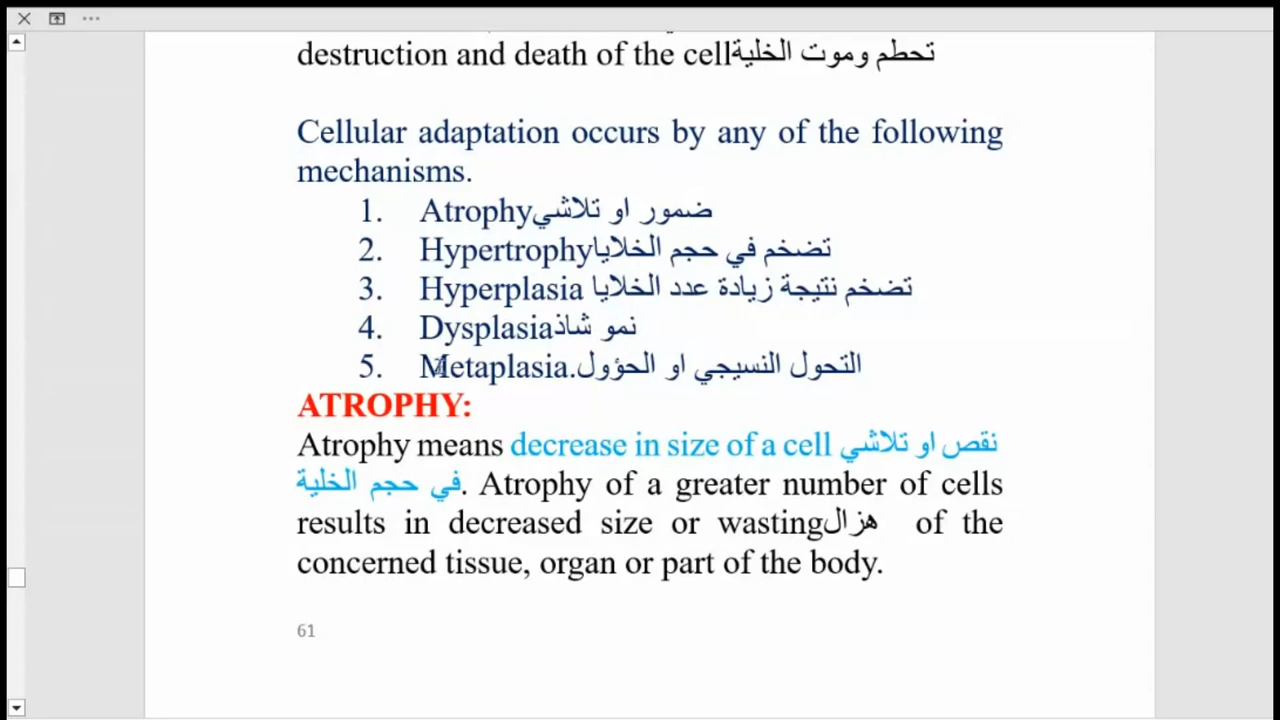 destruction and death of the cellتحطم وموت الخلية
Cellular adaptation occurs by any of the following
mechanisms.
1. Atrophyضمور او تلاشي
2. Hypertrophyتضخم في حجم الخلايا
3. Hyperplasia تضخم نتيجة زيادة عدد الخلايا
4. Dysplasiaنمو شاذ
5. Metaplasia.التحول النسيجي او الحؤول
ATROPHY:
Atrophy means decrease in size of a cell نقص او تلاشي
في حجم الخلية. Atrophy of a greater number of cells
results in decreased size or wastingهزال of the
concerned tissue, organ or part of the body.
61